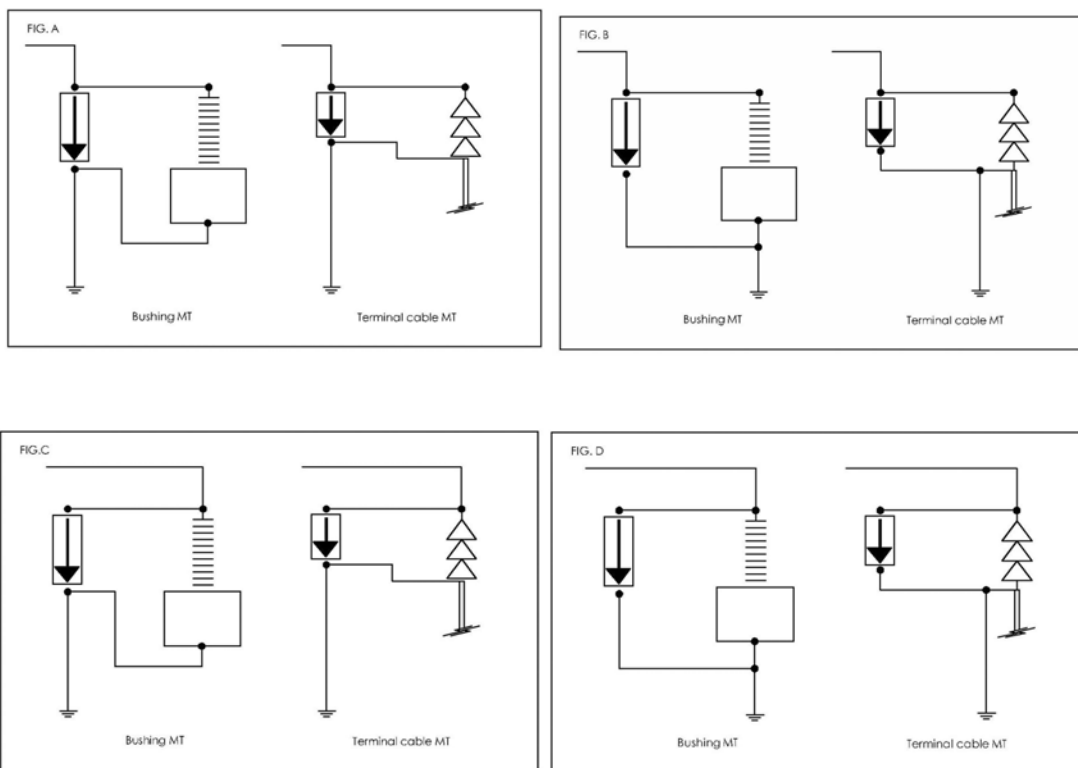 FIG. A
Bushing MT
Terminal cable MT
FIG. B
Bushing MT
Terminal cable MT
FIG.C
Bushing MT
Terminal cable MT
FIG. D
Bushing MT
Terminal cable MT